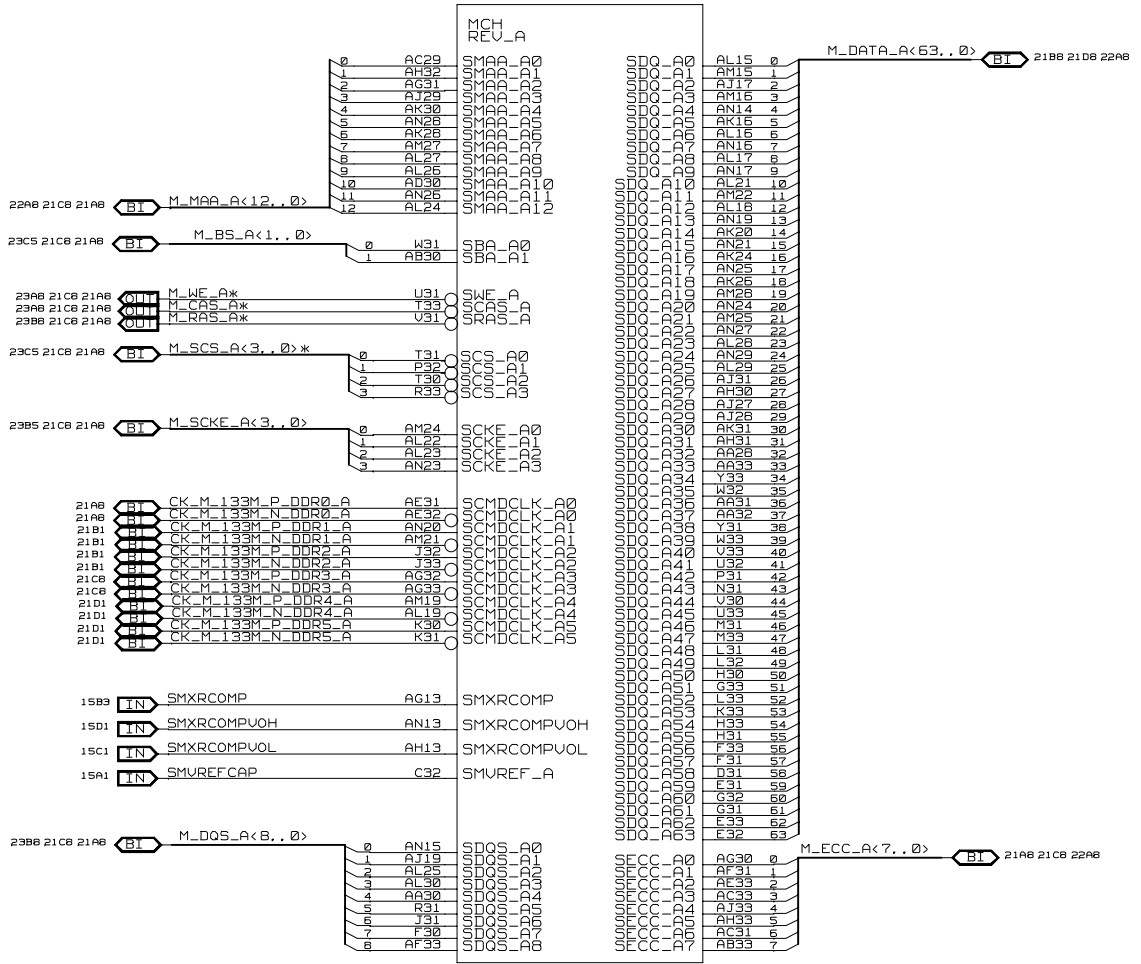 MCH
REV_A
0 AC29 SMAA_A0
1 AH32 SMAA_A1
2 AG31 SMAA_A2
3 AJ29 SMAA_A3
4 AK30 SMAA_A4
5 AN28 SMAA_A5
6 AK28 SMAA_A6
7 AM27 SMAA_A7
8 AL27 SMAA_A8
9 AL26 SMAA_A9
10 AD30 SMAA_A10
11 AN26 SMAA_A11
22A8 21C8 21A8 BI M_MAA_A<12..0> 12 AL24 SMAA_A12
23C5 21C8 21A8 BI M_BS_A<1..0> 0 W31 SBA_A0
1 AB30 SBA_A1
23A8 21C8 21A8 OUT M_WE_A* U31 SWE_A
23A8 21C8 21A8 OUT M_CAS_A* T33 SCAS_A
23B8 21C8 21A8 OUT M_RAS_A* V31 SRAS_A
23C5 21C8 21A8 BI M_SCS_A<3..0>* 0 T31 SCS_A0
1 P32 SCS_A1
2 T30 SCS_A2
3 R33 SCS_A3
23B5 21C8 21A8 BI M_SCKE_A<3..0> 0 AM24 SCKE_A0
1 AL22 SCKE_A1
2 AL23 SCKE_A2
3 AN23 SCKE_A3
21A8 BI CK_M_133M_P_DDR0_A AE31 SCMDCLK_A0
21A8 BI CK_M_133M_N_DDR0_A AE32 SCMDCLK_A0
21B1 BI CK_M_133M_P_DDR1_A AN20 SCMDCLK_A1
21B1 BI CK_M_133M_N_DDR1_A AM21 SCMDCLK_A1
21B1 BI CK_M_133M_P_DDR2_A J32 SCMDCLK_A2
21B1 BI CK_M_133M_N_DDR2_A J33 SCMDCLK_A2
21C8 BI CK_M_133M_P_DDR3_A AG32 SCMDCLK_A3
21C8 BI CK_M_133M_N_DDR3_A AG33 SCMDCLK_A3
21D1 BI CK_M_133M_P_DDR4_A AM19 SCMDCLK_A4
21D1 BI CK_M_133M_N_DDR4_A AL19 SCMDCLK_A4
21D1 BI CK_M_133M_P_DDR5_A K30 SCMDCLK_A5
21D1 BI CK_M_133M_N_DDR5_A K31 SCMDCLK_A5
15B3 IN SMXRCOMP AG13 SMXRCOMP
15D1 IN SMXRCOMPVOH AN13 SMXRCOMPVOH
15C1 IN SMXRCOMPVOL AH13 SMXRCOMPVOL
15A1 IN SMVREFCAP C32 SMVREF_A
23B8 21C8 21A8 BI M_DQS_A<8..0> 0 AN15 SDQS_A0
1 AJ19 SDQS_A1
2 AL25 SDQS_A2
3 AL30 SDQS_A3
4 AA30 SDQS_A4
5 R31 SDQS_A5
6 J31 SDQS_A6
7 F30 SDQS_A7
8 AF33 SDQS_A8
SDQ_A0 AL15 0 M_DATA_A<63..0> BI 21B8 21D8 22A8
SDQ_A1 AM15 1
SDQ_A2 AJ17 2
SDQ_A3 AM16 3
SDQ_A4 AN14 4
SDQ_A5 AK16 5
SDQ_A6 AL16 6
SDQ_A7 AN16 7
SDQ_A8 AL17 8
SDQ_A9 AN17 9
SDQ_A10 AL21 10
SDQ_A11 AM22 11
SDQ_A12 AL18 12
SDQ_A13 AN19 13
SDQ_A14 AK20 14
SDQ_A15 AN21 15
SDQ_A16 AK24 16
SDQ_A17 AN25 17
SDQ_A18 AK26 18
SDQ_A19 AM28 19
SDQ_A20 AN24 20
SDQ_A21 AM25 21
SDQ_A22 AN27 22
SDQ_A23 AL28 23
SDQ_A24 AN29 24
SDQ_A25 AL29 25
SDQ_A26 AJ31 26
SDQ_A27 AH30 27
SDQ_A28 AJ27 28
SDQ_A29 AJ28 29
SDQ_A30 AK31 30
SDQ_A31 AH31 31
SDQ_A32 AA28 32
SDQ_A33 AA33 33
SDQ_A34 Y33 34
SDQ_A35 W32 35
SDQ_A36 AA31 36
SDQ_A37 AA32 37
SDQ_A38 Y31 38
SDQ_A39 W33 39
SDQ_A40 V33 40
SDQ_A41 U32 41
SDQ_A42 P31 42
SDQ_A43 N31 43
SDQ_A44 V30 44
SDQ_A45 U33 45
SDQ_A46 M31 46
SDQ_A47 M33 47
SDQ_A48 L31 48
SDQ_A49 L32 49
SDQ_A50 H30 50
SDQ_A51 G33 51
SDQ_A52 L33 52
SDQ_A53 K33 53
SDQ_A54 H33 54
SDQ_A55 H31 55
SDQ_A56 F33 56
SDQ_A57 F31 57
SDQ_A58 D31 58
SDQ_A59 E31 59
SDQ_A60 G32 60
SDQ_A61 G31 61
SDQ_A62 E33 62
SDQ_A63 E32 63
SECC_A0 AG30 0 M_ECC_A<7..0> BI 21A8 21C8 22A8
SECC_A1 AF31 1
SECC_A2 AE33 2
SECC_A3 AC33 3
SECC_A4 AJ33 4
SECC_A5 AH33 5
SECC_A6 AC31 6
SECC_A7 AB33 7